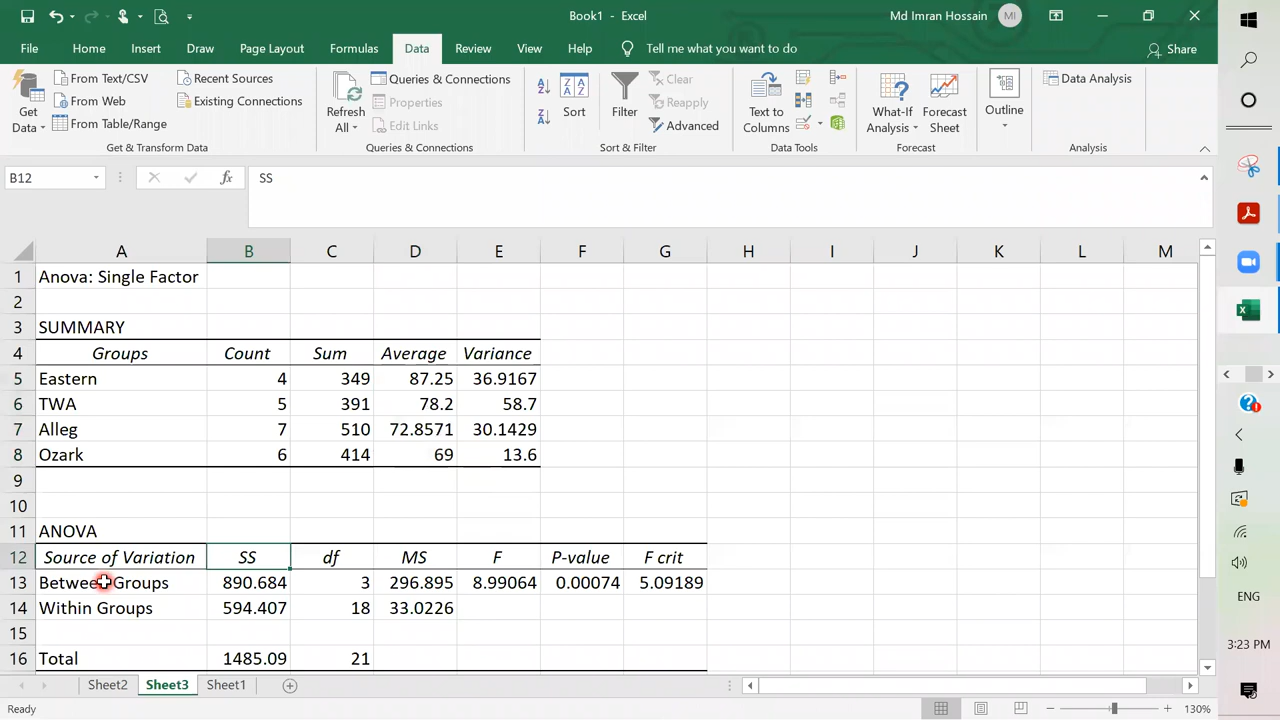 Book1 - Excel
Md Imran Hossain MI
File Home Insert Draw Page Layout Formulas Data Review View Help Tell me what you want to do Share
Get Data
From Text/CSV
From Web
From Table/Range
Recent Sources
Existing Connections
Get & Transform Data
Refresh All
Queries & Connections
Properties
Edit Links
Queries & Connections
Sort
Filter
Clear
Reapply
Advanced
Sort & Filter
Text to Columns
Data Tools
What-If Analysis
Forecast Sheet
Forecast
Outline
Data Analysis
Analysis
B12 fx SS
A B C D E F G H I J K L M
1 Anova: Single Factor
2
3 SUMMARY
4 Groups Count Sum Average Variance
5 Eastern 4 349 87.25 36.9167
6 TWA 5 391 78.2 58.7
7 Alleg 7 510 72.8571 30.1429
8 Ozark 6 414 69 13.6
9
10
11 ANOVA
12 Source of Variation SS df MS F P-value F crit
13 Between Groups 890.684 3 296.895 8.99064 0.00074 5.09189
14 Within Groups 594.407 18 33.0226
15
16 Total 1485.09 21
Sheet2 Sheet3 Sheet1
Ready
130%
ENG
3:23 PM